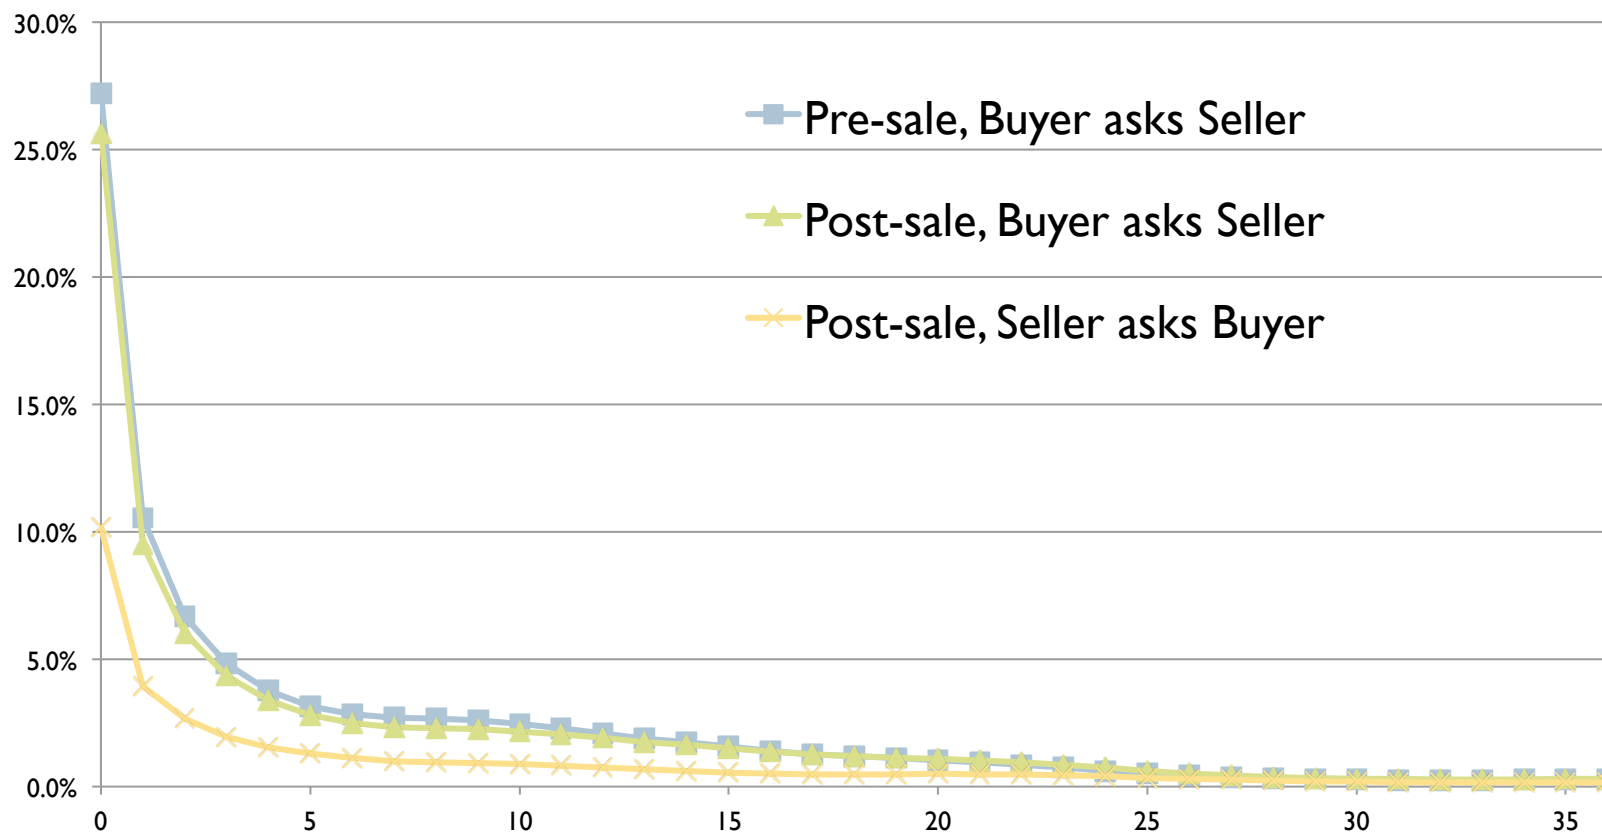 30.0%
25.0%
20.0%
15.0%
10.0%
5.0%
0.0%
Pre-sale, Buyer asks Seller
Post-sale, Buyer asks Seller
Post-sale, Seller asks Buyer
0 5 10 15 20 25 30 35